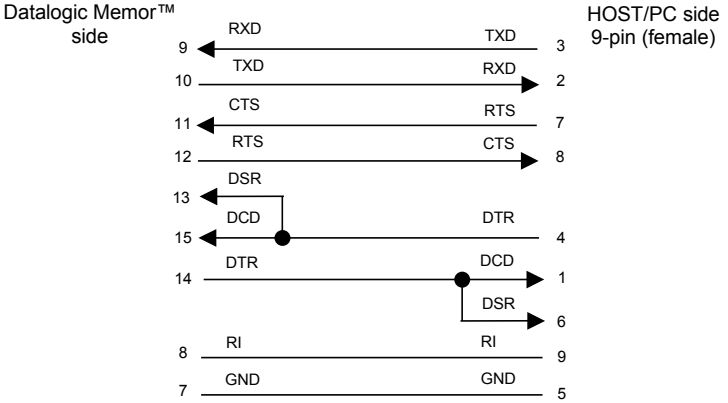 Datalogic Memor™ side
HOST/PC side
9-pin (female)
9 RXD TXD 3
10 TXD RXD 2
11 CTS RTS 7
12 RTS CTS 8
13 DSR
15 DCD DTR 4
14 DTR DCD 1
DSR 6
8 RI RI 9
7 GND GND 5